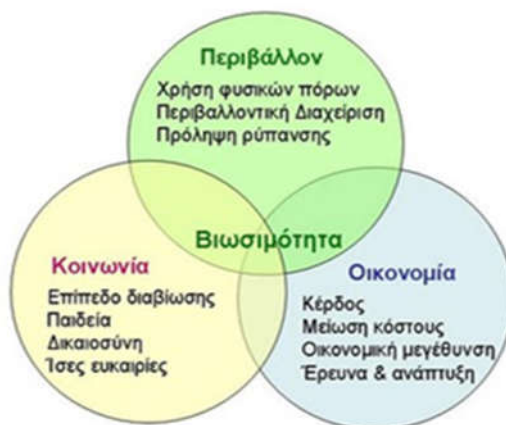 Περιβάλλον
Χρήση φυσικών πόρων
Περιβαλλοντική Διαχείριση
Πρόληψη ρύπανσης
Βιωσιμότητα
Κοινωνία
Επίπεδο διαβίωσης
Παιδεία
Δικαιοσύνη
Ίσες ευκαιρίες
Οικονομία
Κέρδος
Μείωση κόστους
Οικονομική μεγέθυνση
Έρευνα & ανάπτυξη